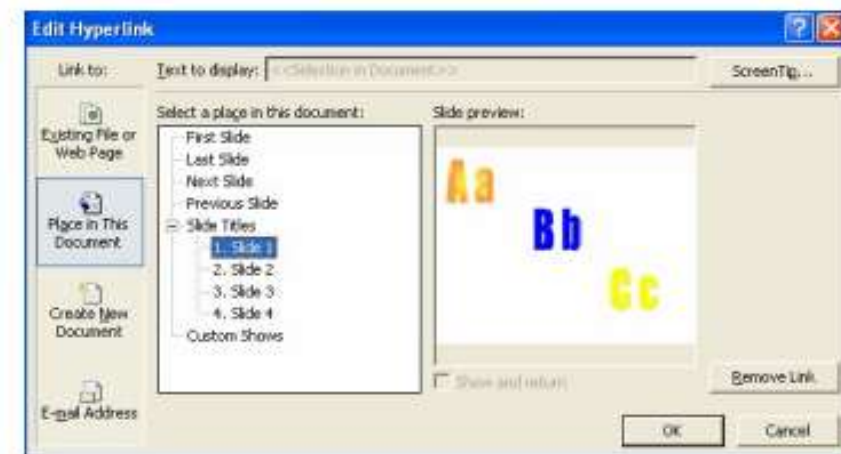 Edit Hyperlink
Link to:
Text to display: <<Selection in Document>>
ScreenTip...
Existing File or
Web Page
Place in This
Document
Create New
Document
E-mail Address
Select a place in this document:
First Slide
Last Slide
Next Slide
Previous Slide
Slide Titles
1. Slide 1
2. Slide 2
3. Slide 3
4. Slide 4
Custom Shows
Slide preview:
Aa
Bb
Cc
Show and return
Remove Link
OK
Cancel